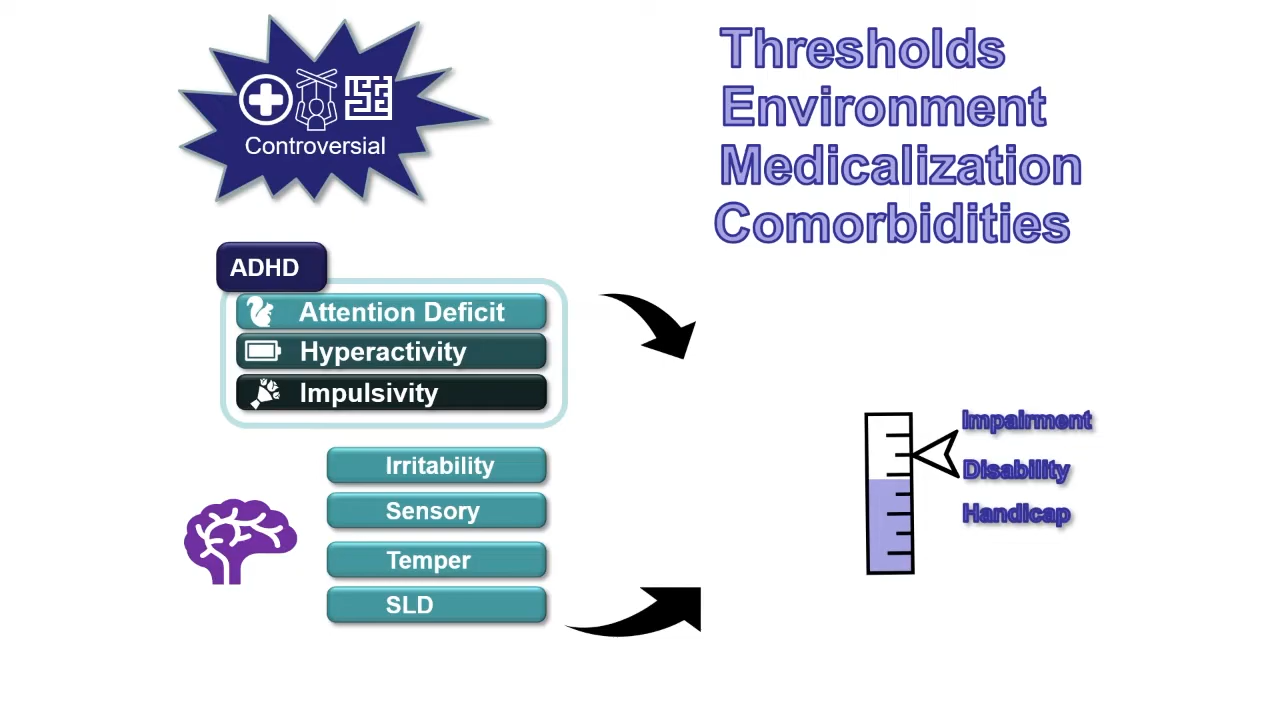 Controversial
Thresholds
Environment
Medicalization
Comorbidities
ADHD
Attention Deficit
Hyperactivity
Impulsivity
Irritability
Sensory
Temper
SLD
Impairment
Disability
Handicap